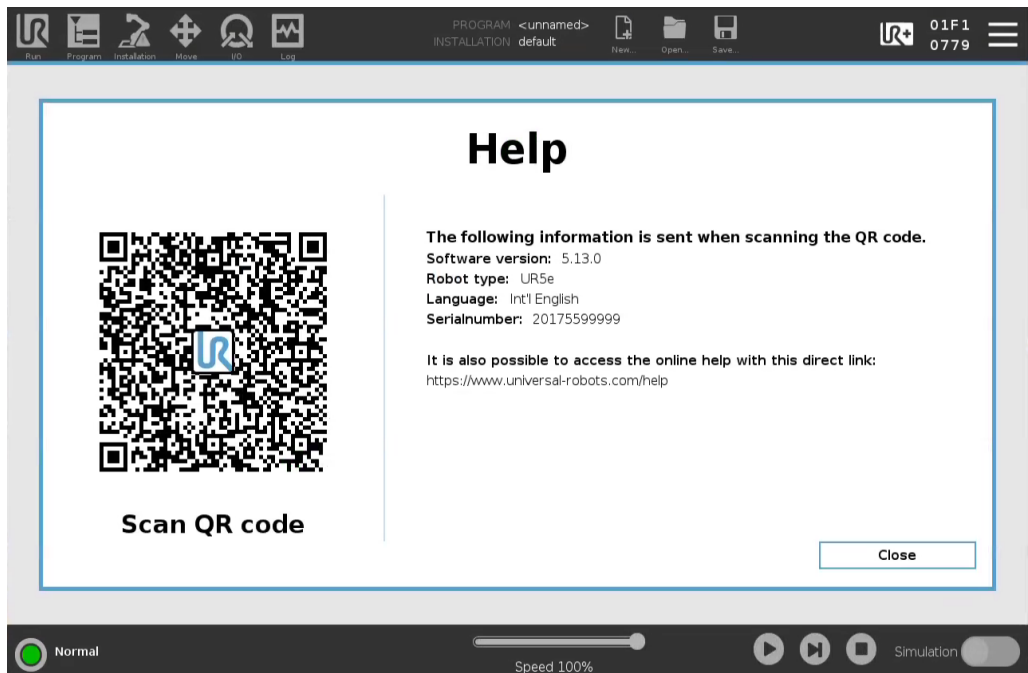 PROGRAM <unnamed>
INSTALLATION default
Run
Program
Installation
Move
I/O
Log
New...
Open...
Save...
UR+
01F1
0779
Help
The following information is sent when scanning the QR code.
Software version: 5.13.0
Robot type: UR5e
Language: Int'l English
Serialnumber: 20175599999
It is also possible to access the online help with this direct link:
https://www.universal-robots.com/help
UR
Scan QR code
Close
Normal
Speed 100%
Simulation